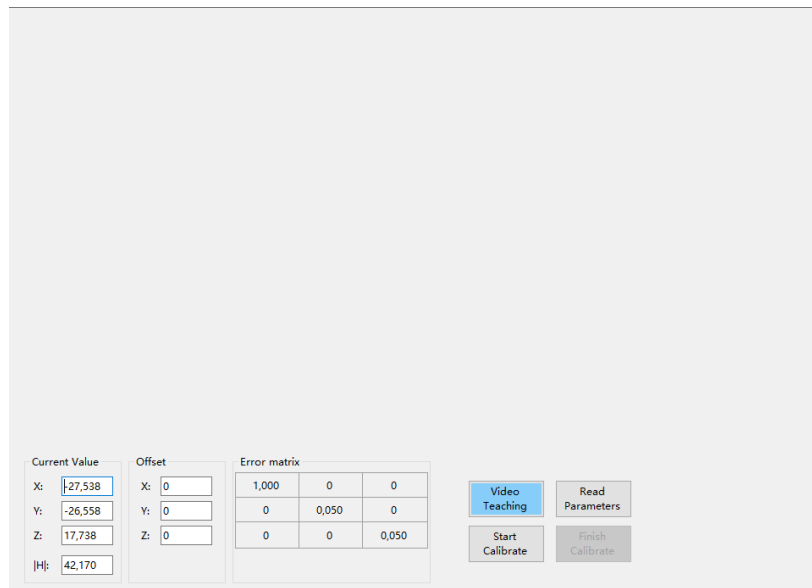 Current Value
X: -27,538
Y: -26,558
Z: 17,738
|H|: 42,170
Offset
X: 0
Y: 0
Z: 0
Error matrix
1,000 0 0
0 0,050 0
0 0 0,050
Video
Teaching
Read
Parameters
Start
Calibrate
Finish
Calibrate